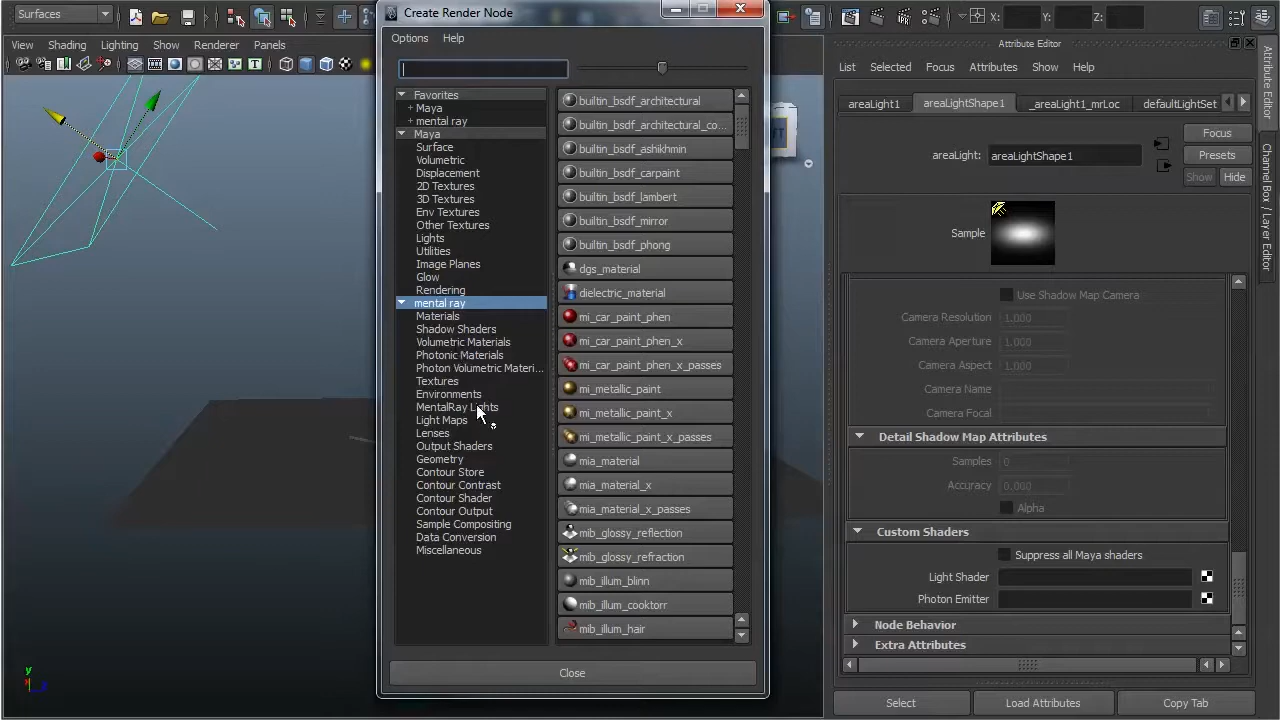 Surfaces
View Shading Lighting Show Renderer Panels
Create Render Node
Options Help
Favorites
+ Maya
+ mental ray
Maya
Surface
Volumetric
Displacement
2D Textures
3D Textures
Env Textures
Other Textures
Lights
Utilities
Image Planes
Glow
Rendering
mental ray
Materials
Shadow Shaders
Volumetric Materials
Photonic Materials
Photon Volumetric Materi...
Textures
Environments
MentalRay Lights
Light Maps
Lenses
Output Shaders
Geometry
Contour Store
Contour Contrast
Contour Shader
Contour Output
Sample Compositing
Data Conversion
Miscellaneous
builtin_bsdf_architectural
builtin_bsdf_architectural_co...
builtin_bsdf_ashikhmin
builtin_bsdf_carpaint
builtin_bsdf_lambert
builtin_bsdf_mirror
builtin_bsdf_phong
dgs_material
dielectric_material
mi_car_paint_phen
mi_car_paint_phen_x
mi_car_paint_phen_x_passes
mi_metallic_paint
mi_metallic_paint_x
mi_metallic_paint_x_passes
mia_material
mia_material_x
mia_material_x_passes
mib_glossy_reflection
mib_glossy_refraction
mib_illum_blinn
mib_illum_cooktorr
mib_illum_hair
Close
y
X: Y: Z:
Attribute Editor
List Selected Focus Attributes Show Help
areaLight1 areaLightShape1 _areaLight1_mrLoc defaultLightSet
Focus
areaLight: areaLightShape1 Presets
Show Hide
Sample
Use Shadow Map Camera
Camera Resolution 1.000
Camera Aperture 1.000
Camera Aspect 1.000
Camera Name
Camera Focal
Detail Shadow Map Attributes
Samples 0
Accuracy 0.000
Alpha
Custom Shaders
Suppress all Maya shaders
Light Shader
Photon Emitter
Node Behavior
Extra Attributes
Select Load Attributes Copy Tab
Attribute Editor
Channel Box / Layer Editor